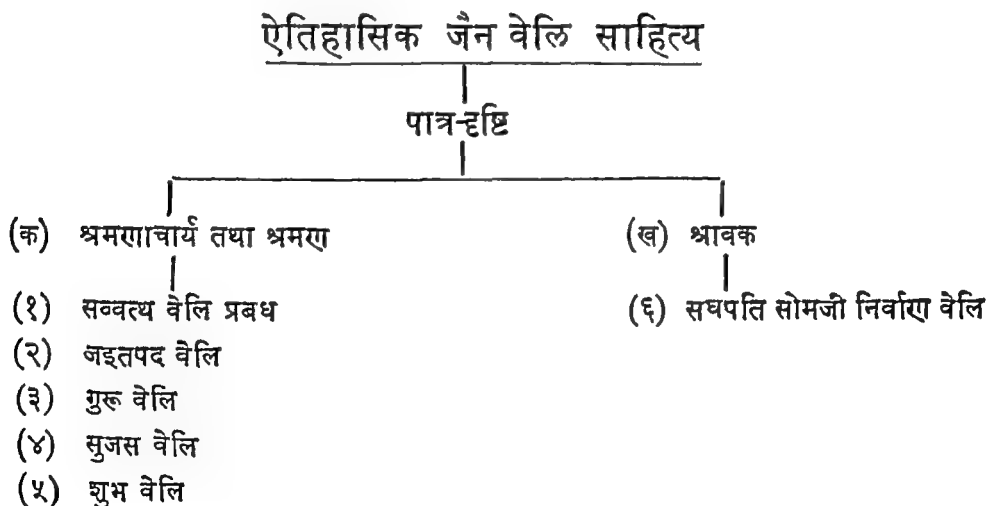 ऐतिहासिक जैन वेलि साहित्य
पात्र-दृष्टि
(क) श्रमणाचार्य तथा श्रमण
(ख) श्रावक
(१) सव्वत्थ वेलि प्रबध
(६) सघपति सोमजी निर्वाण वेलि
(२) जइतपद वेलि
(३) गुरू वेलि
(४) सुजस वेलि
(५) शुभ वेलि